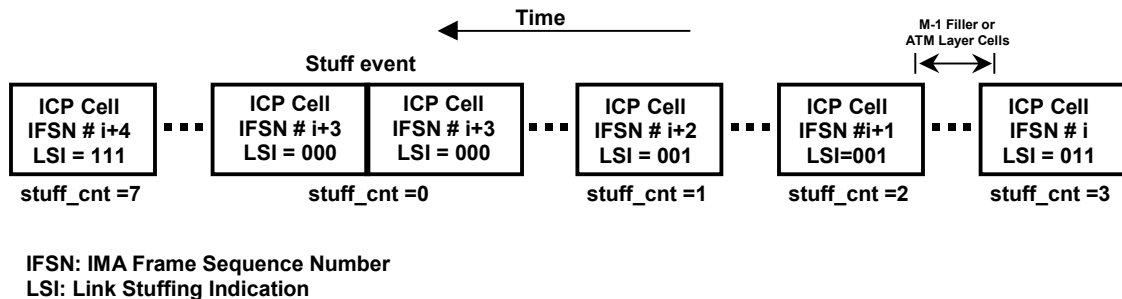 Time
M-1 Filler or
ATM Layer Cells
Stuff event
ICP Cell
IFSN # i+4
LSI = 111
ICP Cell
IFSN # i+3
LSI = 000
ICP Cell
IFSN # i+3
LSI = 000
ICP Cell
IFSN # i+2
LSI = 001
ICP Cell
IFSN #i+1
LSI=001
ICP Cell
IFSN # i
LSI = 011
stuff_cnt =7
stuff_cnt =0
stuff_cnt =1
stuff_cnt =2
stuff_cnt =3
IFSN: IMA Frame Sequence Number
LSI: Link Stuffing Indication